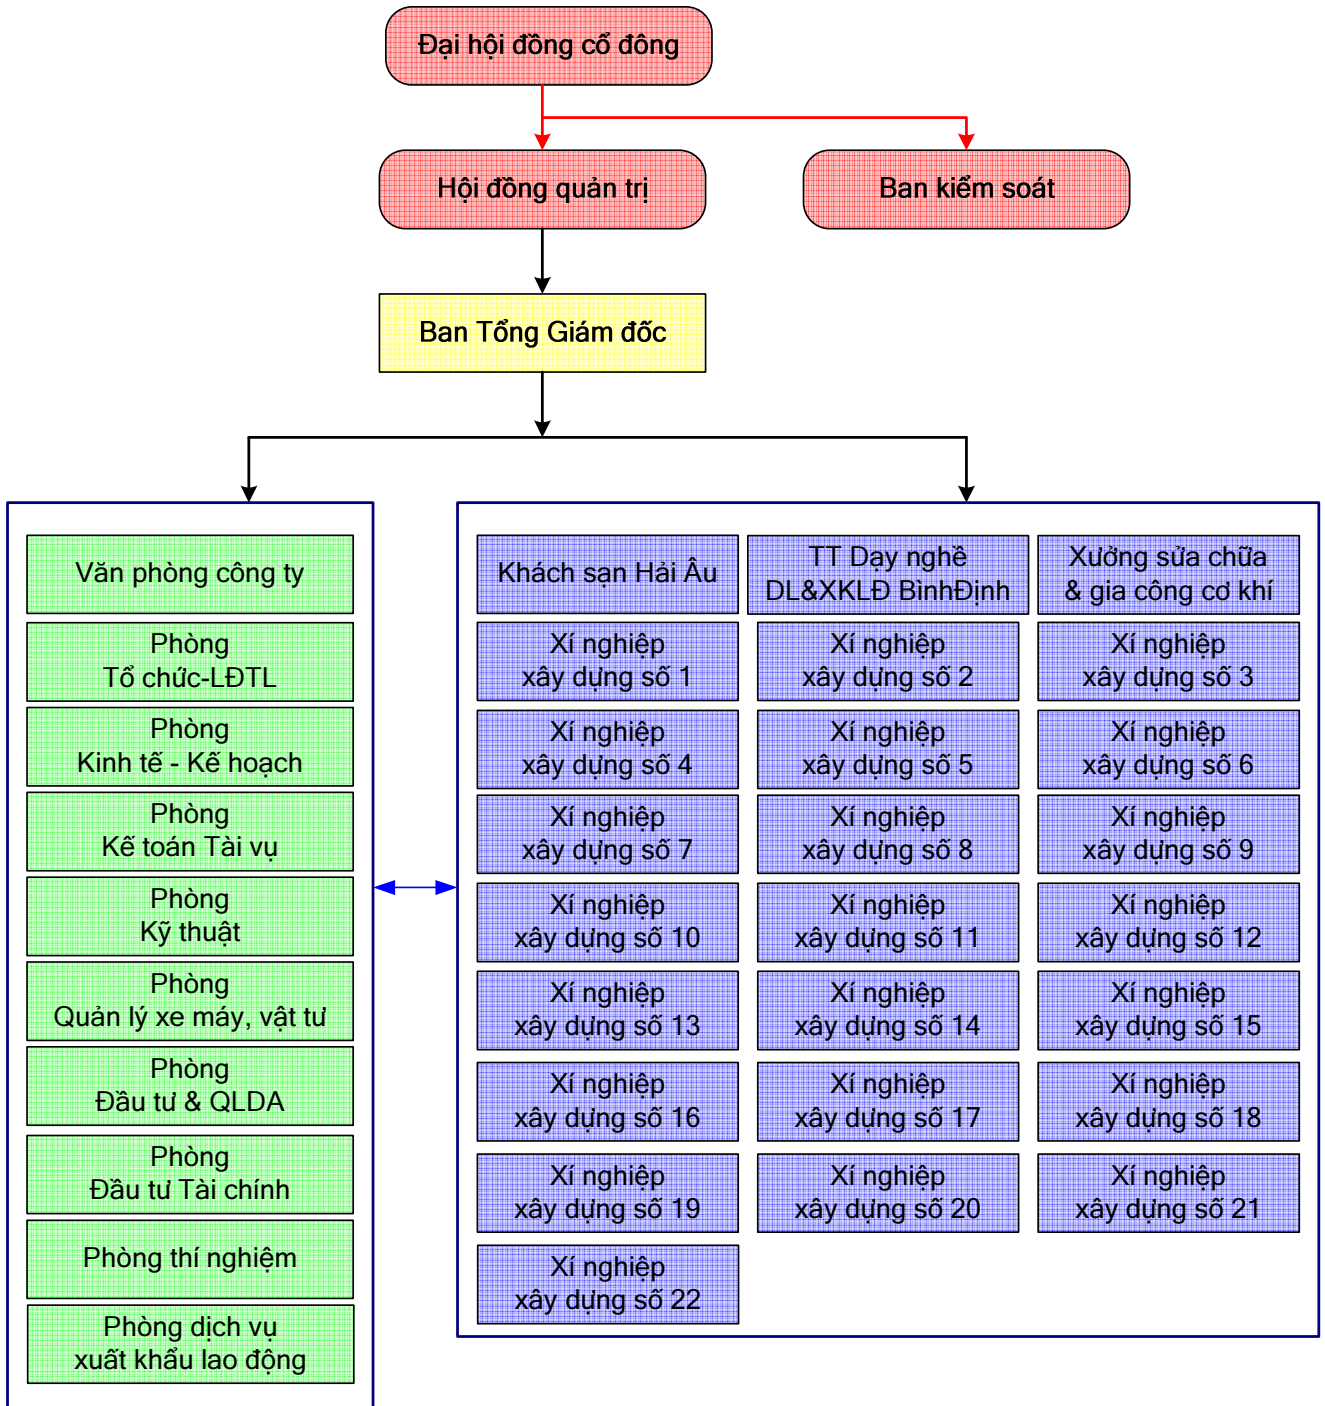 Đại hội đồng cổ đông
Hội đồng quản trị
Ban kiểm soát
Ban Tổng Giám đốc
Văn phòng công ty
Phòng
Tổ chức-LĐTL
Phòng
Kinh tế - Kế hoạch
Phòng
Kế toán Tài vụ
Phòng
Kỹ thuật
Phòng
Quản lý xe máy, vật tư
Phòng
Đầu tư & QLDA
Phòng
Đầu tư Tài chính
Phòng thí nghiệm
Phòng dịch vụ
xuất khẩu lao động
Khách sạn Hải Âu
TT Dạy nghề
DL&XKLĐ BìnhĐịnh
Xưởng sửa chữa
& gia công cơ khí
Xí nghiệp
xây dựng số 1
Xí nghiệp
xây dựng số 2
Xí nghiệp
xây dựng số 3
Xí nghiệp
xây dựng số 4
Xí nghiệp
xây dựng số 5
Xí nghiệp
xây dựng số 6
Xí nghiệp
xây dựng số 7
Xí nghiệp
xây dựng số 8
Xí nghiệp
xây dựng số 9
Xí nghiệp
xây dựng số 10
Xí nghiệp
xây dựng số 11
Xí nghiệp
xây dựng số 12
Xí nghiệp
xây dựng số 13
Xí nghiệp
xây dựng số 14
Xí nghiệp
xây dựng số 15
Xí nghiệp
xây dựng số 16
Xí nghiệp
xây dựng số 17
Xí nghiệp
xây dựng số 18
Xí nghiệp
xây dựng số 19
Xí nghiệp
xây dựng số 20
Xí nghiệp
xây dựng số 21
Xí nghiệp
xây dựng số 22